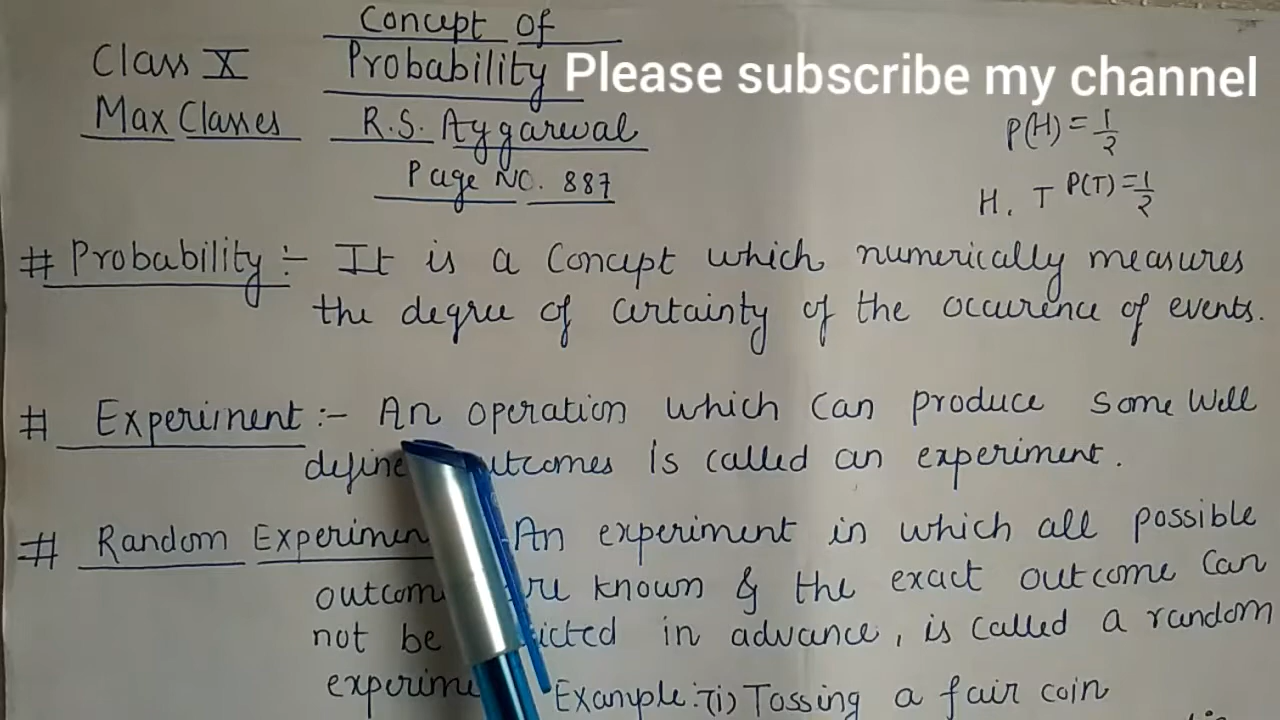 Concept of
Class X Probability Please subscribe my channel
Max Classes R.S. Aggarwal
P(H) = 1/2
Page No. 887
H, T P(T) = 1/2
# Probability :- It is a concept which numerically measures
the degree of certainty of the occurence of events.
# Experiment :- An operation which can produce some well
define outcomes is called an experiment.
# Random Experimen An experiment in which all possible
outcom are known & the exact outcome can
not be icted in advance, is called a random
experime Example :- (i) Tossing a fair coin